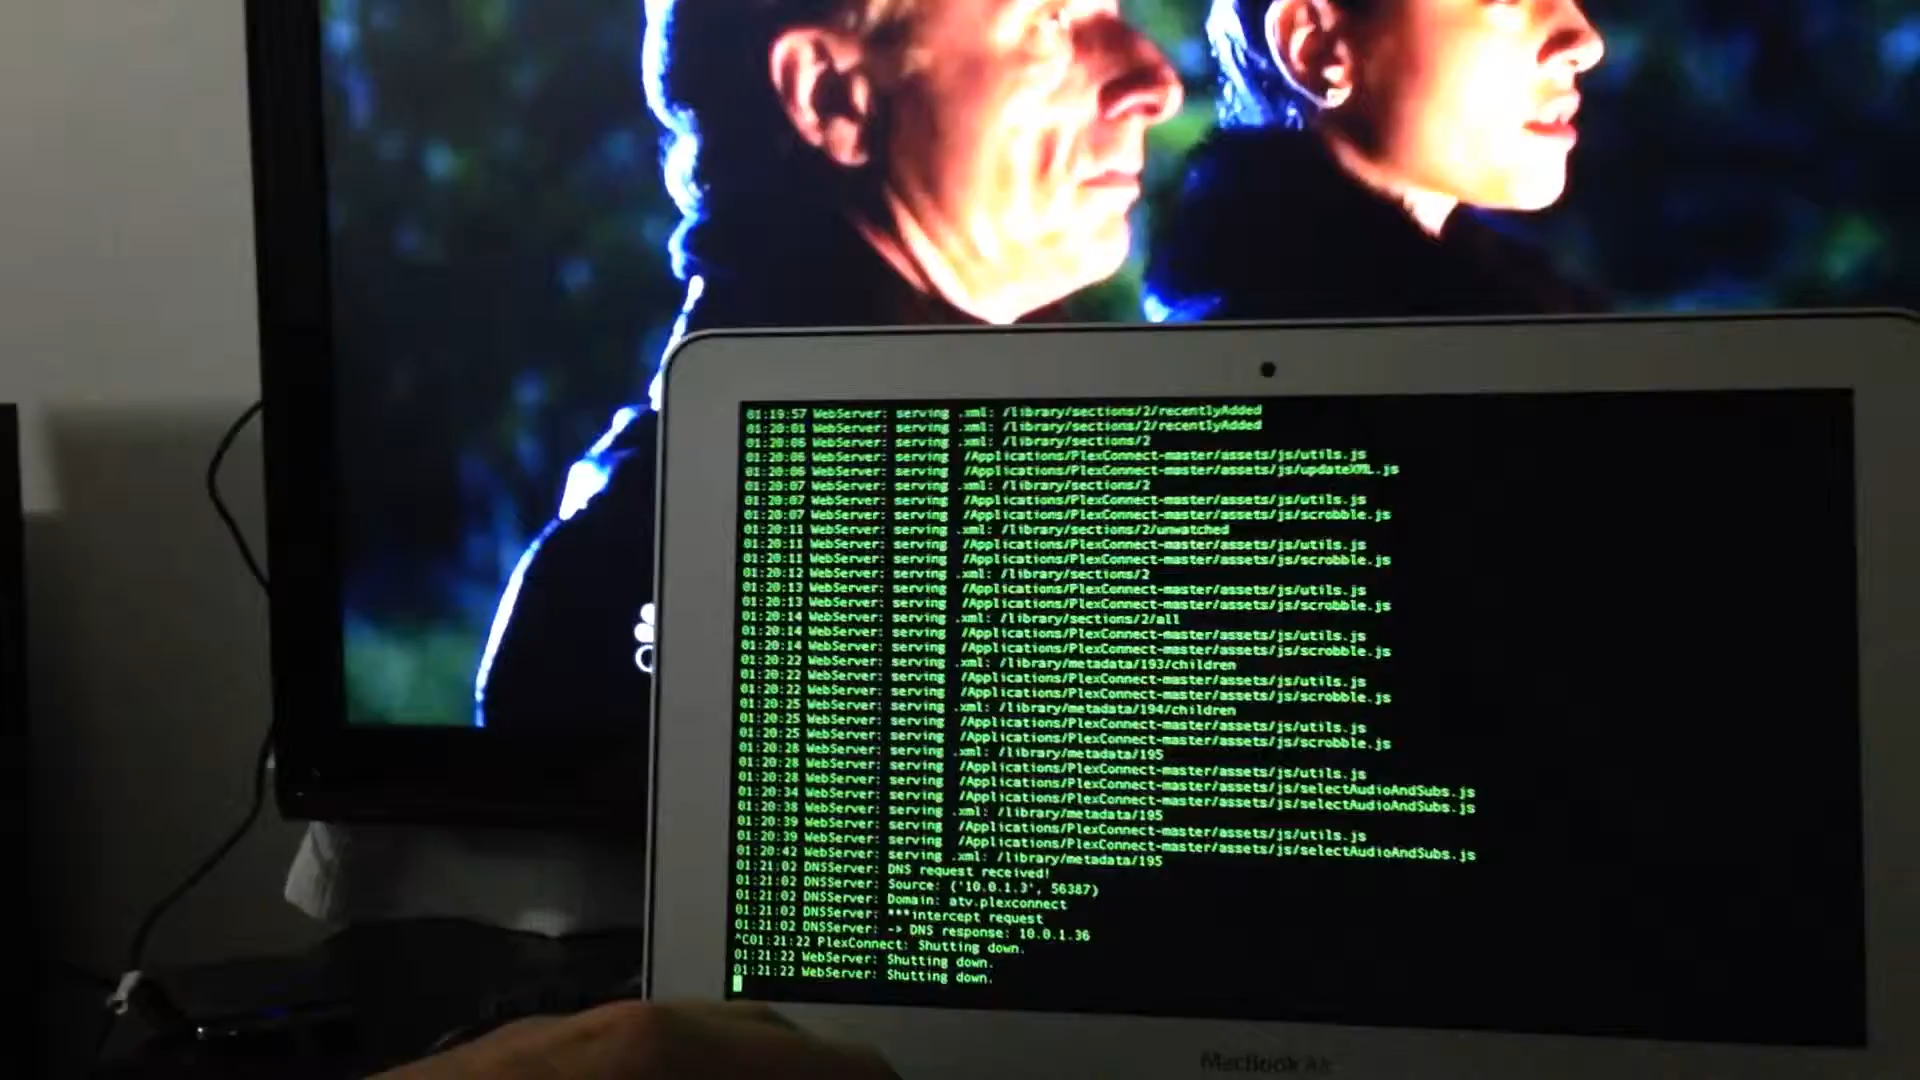 01:19:57 WebServer: serving .xml: /library/sections/2/recentlyAdded
01:20:01 WebServer: serving .xml: /library/sections/2/recentlyAdded
01:20:06 WebServer: serving .xml: /library/sections/2
01:20:06 WebServer: serving /Applications/PlexConnect-master/assets/js/utils.js
01:20:06 WebServer: serving /Applications/PlexConnect-master/assets/js/updateXML.js
01:20:07 WebServer: serving .xml: /library/sections/2
01:20:07 WebServer: serving /Applications/PlexConnect-master/assets/js/utils.js
01:20:07 WebServer: serving /Applications/PlexConnect-master/assets/js/scrobble.js
01:20:11 WebServer: serving .xml: /library/sections/2/unwatched
01:20:11 WebServer: serving /Applications/PlexConnect-master/assets/js/utils.js
01:20:11 WebServer: serving /Applications/PlexConnect-master/assets/js/scrobble.js
01:20:12 WebServer: serving .xml: /library/sections/2
01:20:13 WebServer: serving /Applications/PlexConnect-master/assets/js/utils.js
01:20:13 WebServer: serving /Applications/PlexConnect-master/assets/js/scrobble.js
01:20:14 WebServer: serving .xml: /library/sections/2/all
01:20:14 WebServer: serving /Applications/PlexConnect-master/assets/js/utils.js
01:20:14 WebServer: serving /Applications/PlexConnect-master/assets/js/scrobble.js
01:20:22 WebServer: serving .xml: /library/metadata/193/children
01:20:22 WebServer: serving /Applications/PlexConnect-master/assets/js/utils.js
01:20:22 WebServer: serving /Applications/PlexConnect-master/assets/js/scrobble.js
01:20:25 WebServer: serving .xml: /library/metadata/194/children
01:20:25 WebServer: serving /Applications/PlexConnect-master/assets/js/utils.js
01:20:25 WebServer: serving /Applications/PlexConnect-master/assets/js/scrobble.js
01:20:28 WebServer: serving .xml: /library/metadata/195
01:20:28 WebServer: serving /Applications/PlexConnect-master/assets/js/utils.js
01:20:28 WebServer: serving /Applications/PlexConnect-master/assets/js/selectAudioAndSubs.js
01:20:34 WebServer: serving /Applications/PlexConnect-master/assets/js/selectAudioAndSubs.js
01:20:38 WebServer: serving .xml: /library/metadata/195
01:20:39 WebServer: serving /Applications/PlexConnect-master/assets/js/utils.js
01:20:39 WebServer: serving /Applications/PlexConnect-master/assets/js/selectAudioAndSubs.js
01:20:42 WebServer: serving .xml: /library/metadata/195
01:21:02 DNSServer: DNS request received!
01:21:02 DNSServer: Source: ('10.0.1.3', 56387)
01:21:02 DNSServer: Domain: atv.plexconnect
01:21:02 DNSServer: ***intercept request
01:21:02 DNSServer: -> DNS response: 10.0.1.36
^C01:21:22 PlexConnect: Shutting down.
01:21:22 WebServer: Shutting down.
01:21:22 WebServer: Shutting down.
MacBook Air